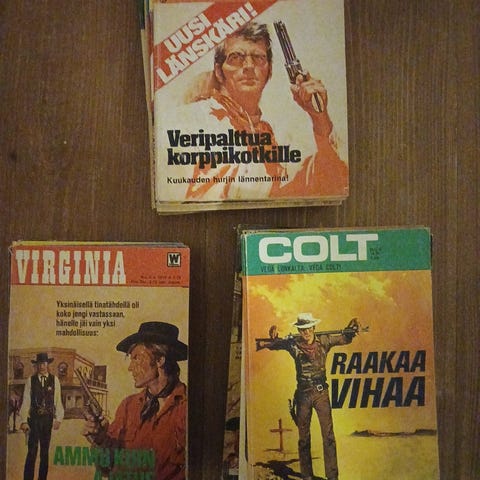 UUSI
LÄNSKÄRI!
Veripalttua
korppikotkille
Kuukauden hurjin lännentarina!
VIRGINIA
W
Yksinäisellä tinatähdellä oli
koko jengi vastassaan,
hänelle jäi vain yksi
mahdollisuus:
AMMU
COLT
VEDÄ
VEDÄ COLT!
RAAKAA
VIHAA